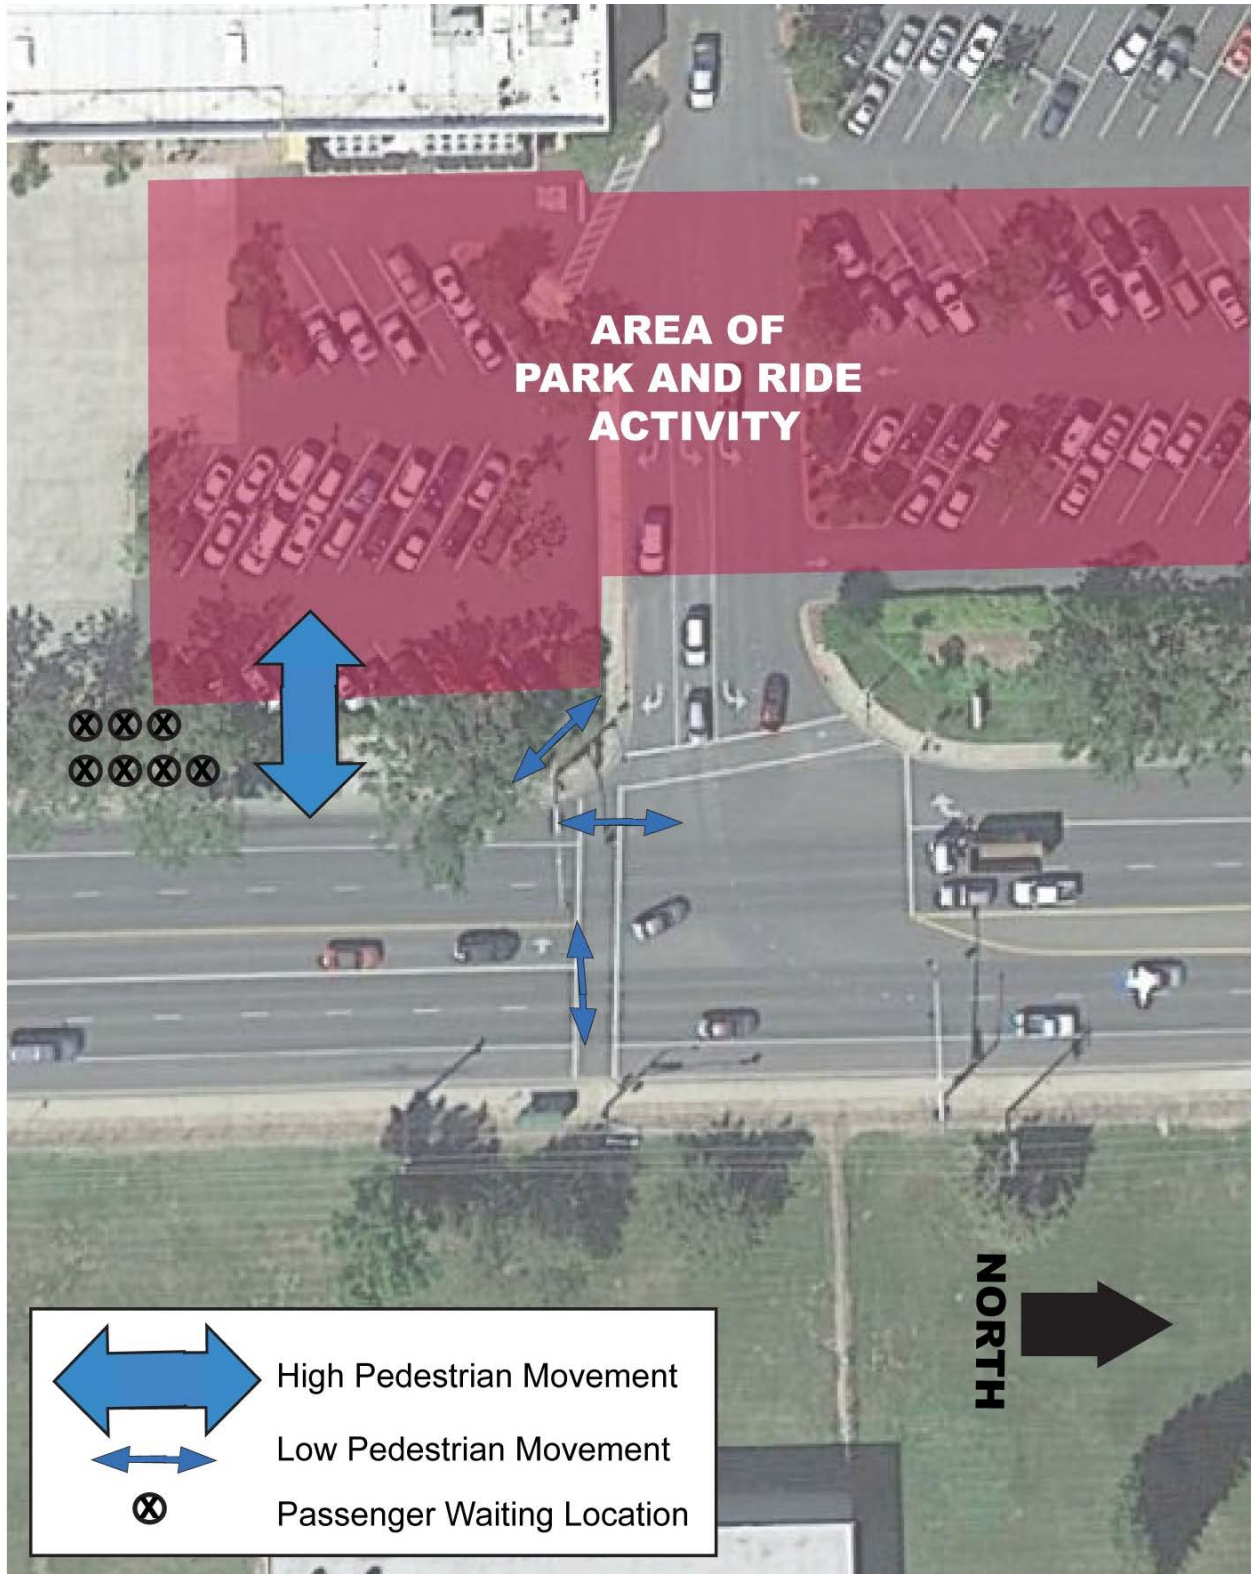 AREA OF
PARK AND RIDE
ACTIVITY
X X X
X X X X
NORTH
High Pedestrian Movement
Low Pedestrian Movement
X Passenger Waiting Location